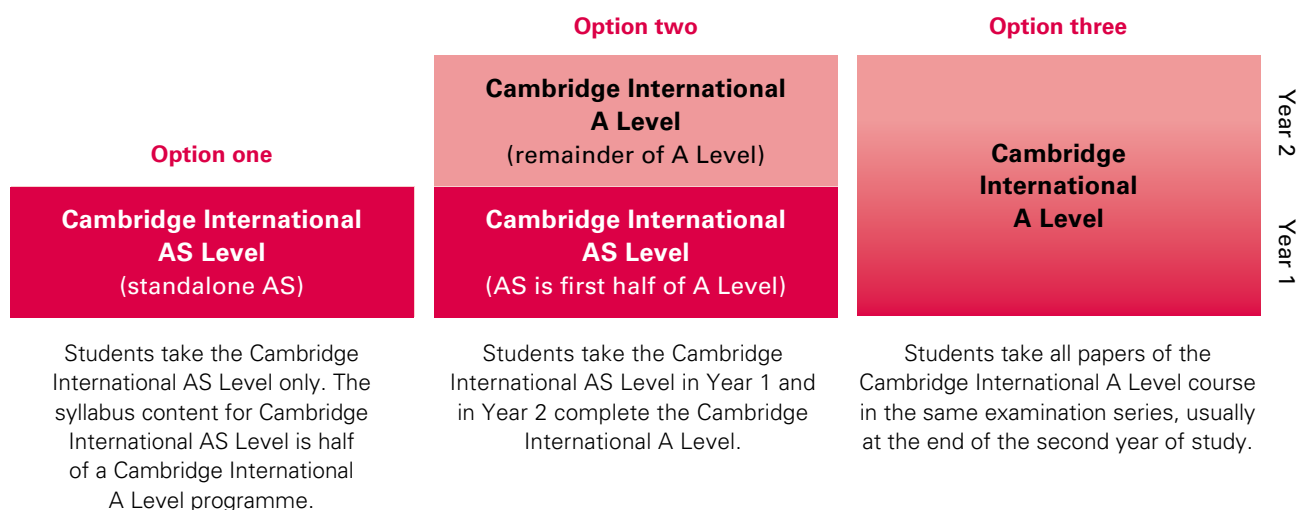 Option one
Cambridge International
AS Level
(standalone AS)
Students take the Cambridge
International AS Level only. The
syllabus content for Cambridge
International AS Level is half
of a Cambridge International
A Level programme.
Option two
Cambridge International
A Level
(remainder of A Level)
Cambridge International
AS Level
(AS is first half of A Level)
Students take the Cambridge
International AS Level in Year 1 and
in Year 2 complete the Cambridge
International A Level.
Option three
Cambridge
International
A Level
Students take all papers of the
Cambridge International A Level course
in the same examination series, usually
at the end of the second year of study.
Year 2
Year 1